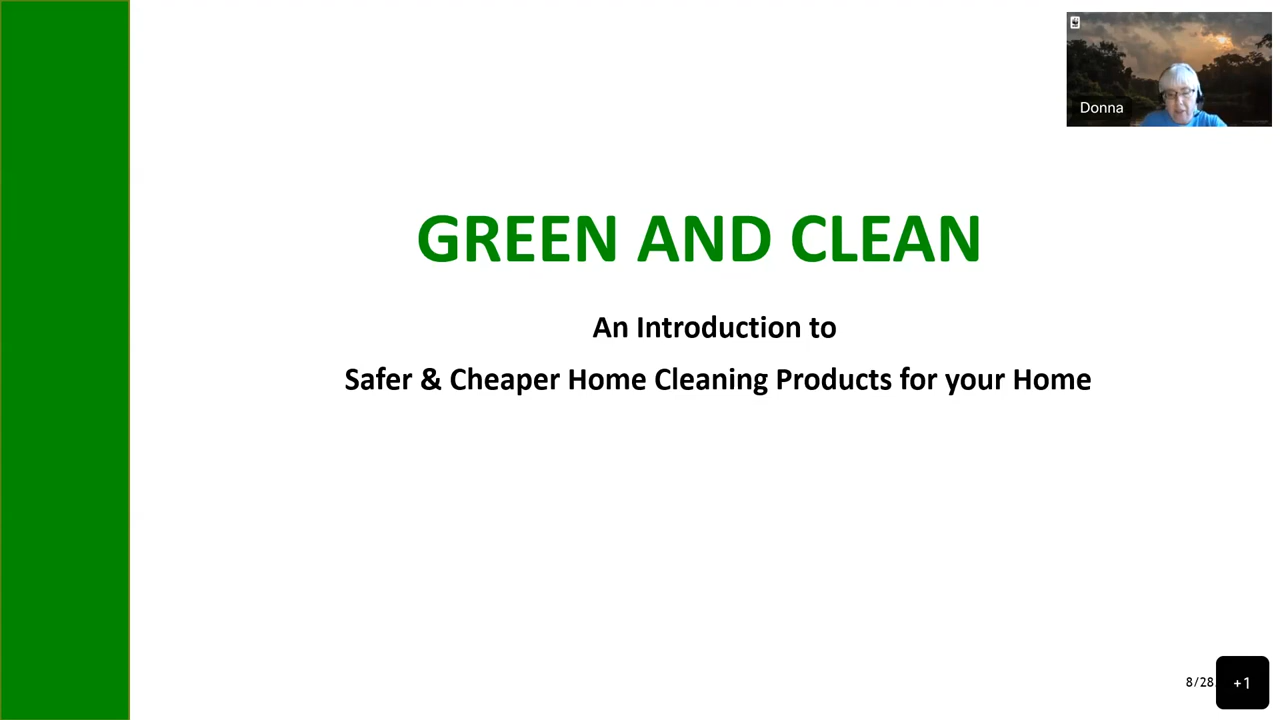 Donna
GREEN AND CLEAN
An Introduction to
Safer & Cheaper Home Cleaning Products for your Home
8/28
+1